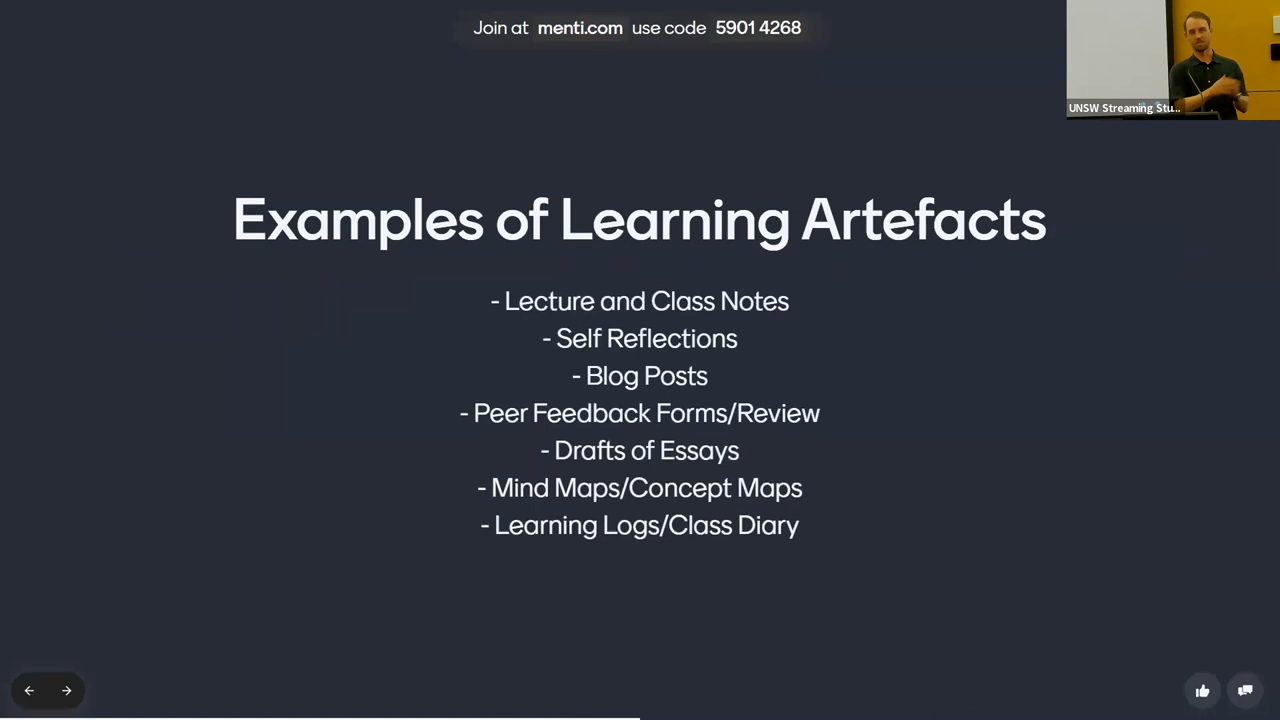 Join at menti.com use code 5901 4268
UNSW Streaming Stu...
Examples of Learning Artefacts
- Lecture and Class Notes
- Self Reflections
- Blog Posts
- Peer Feedback Forms/Review
- Drafts of Essays
- Mind Maps/Concept Maps
- Learning Logs/Class Diary